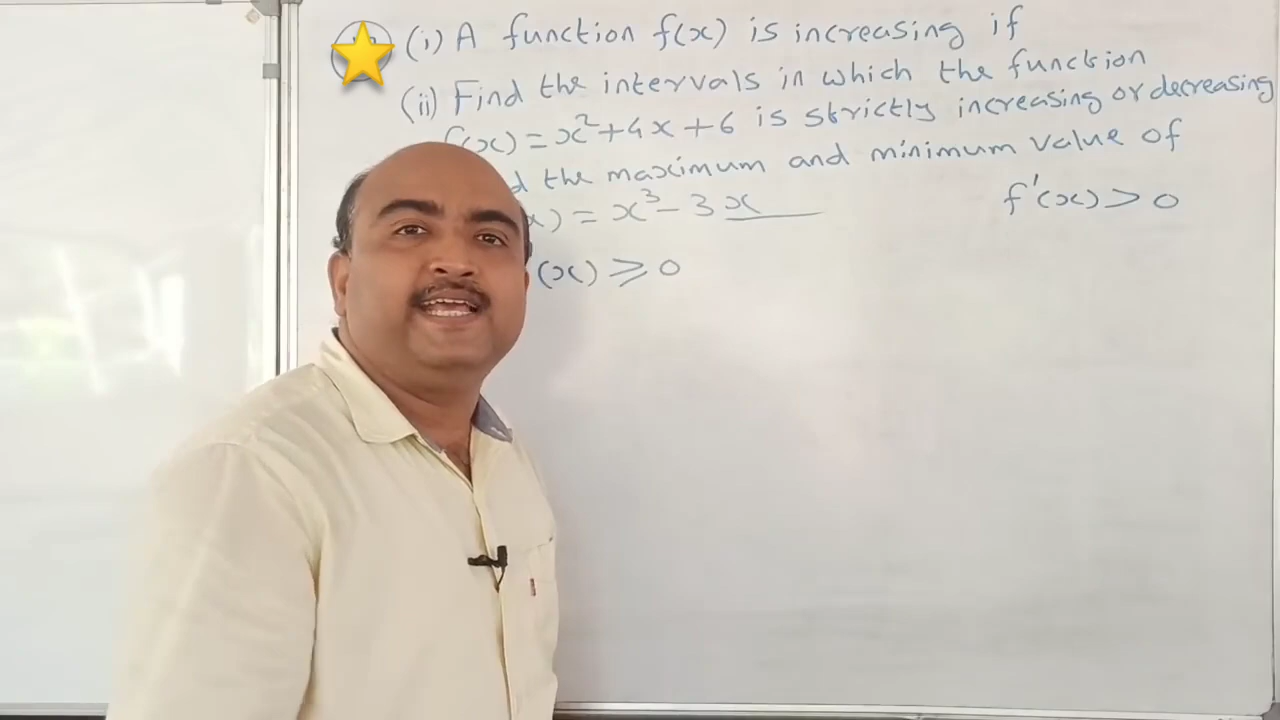 (i) A function f(x) is increasing if
(ii) Find the intervals in which the function
f(x) = x²+4x+6 is strictly increasing or decreasing
the maximum and minimum value of
x) = x³- 3x
f'(x) > 0
(x) ⩾ 0